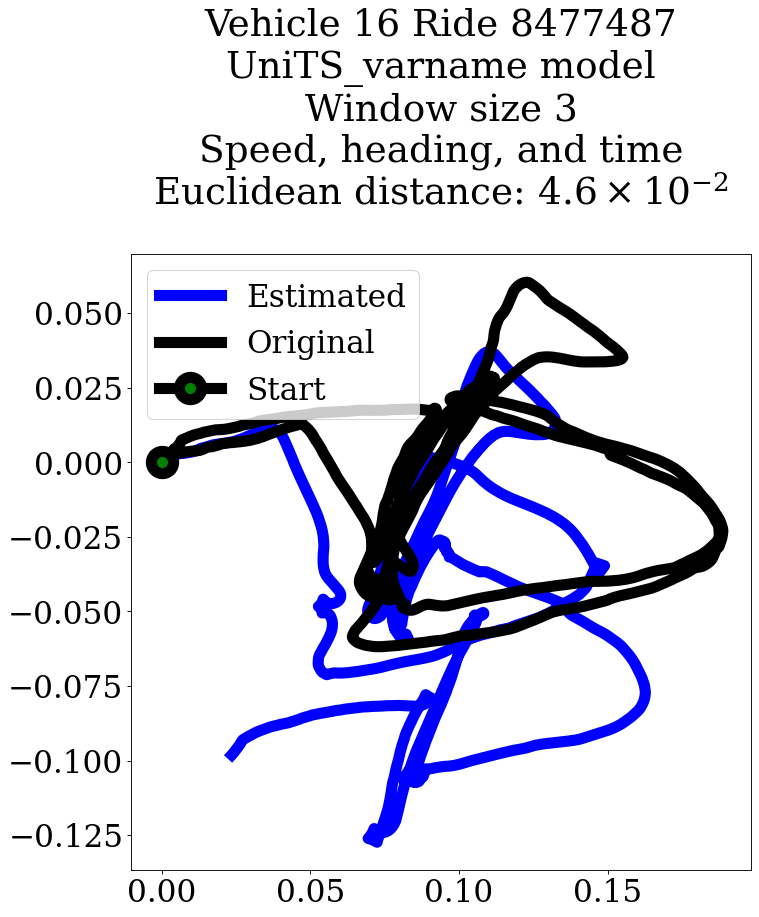 Vehicle 16 Ride 8477487
UniTS_varname model
Window size 3
Speed, heading, and time
Euclidean distance: 4.6 × 10⁻²
Estimated
Original
Start
0.050
0.025
0.000
−0.025
−0.050
−0.075
−0.100
−0.125
0.00 0.05 0.10 0.15